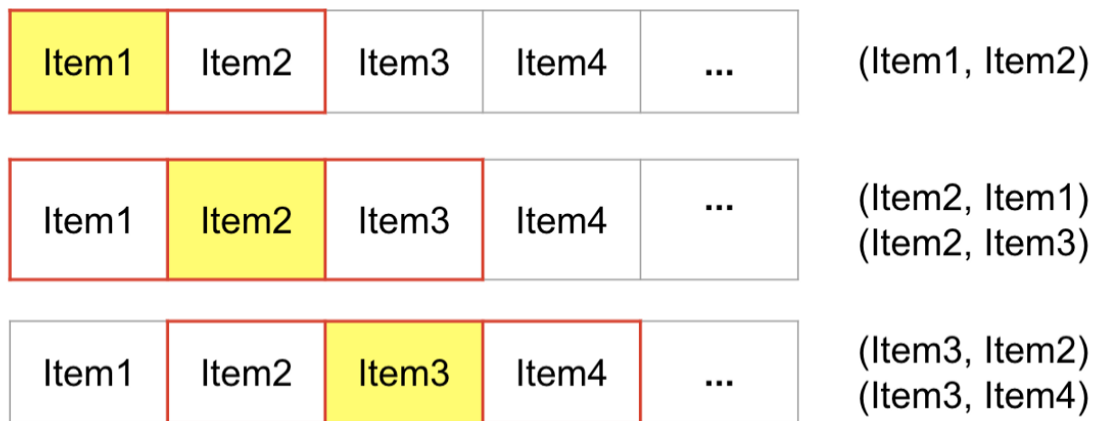 Item1 Item2 Item3 Item4 ... (Item1, Item2)
Item1 Item2 Item3 Item4 ... (Item2, Item1)
(Item2, Item3)
Item1 Item2 Item3 Item4 ... (Item3, Item2)
(Item3, Item4)